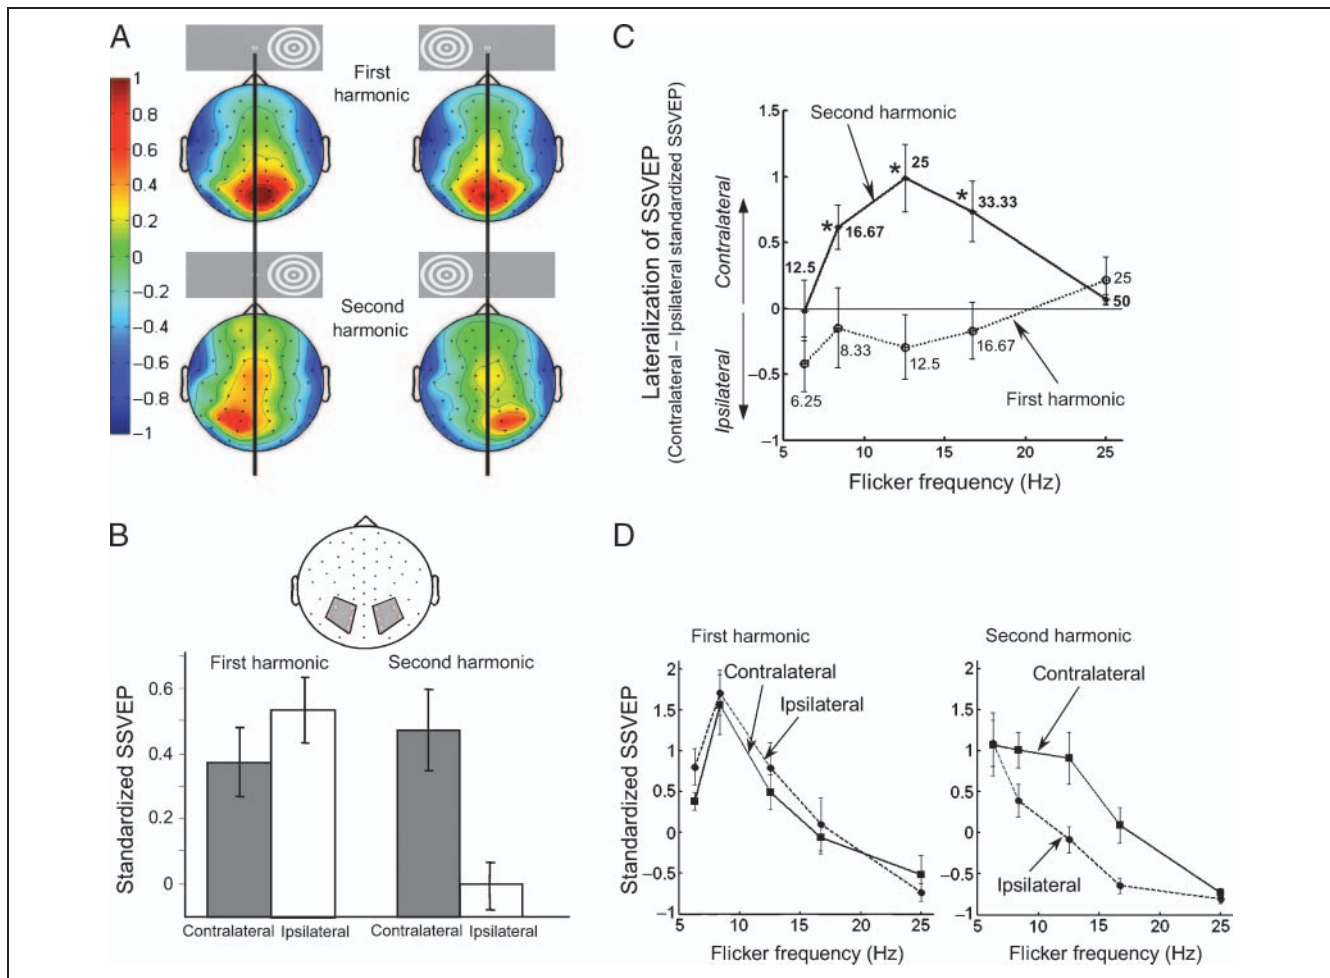 A
First
harmonic
1
0.8
0.6
0.4
0.2
0
−0.2
−0.4
−0.6
−0.8
−1
Second
harmonic
B
First harmonic
Second harmonic
Standardized SSVEP
0.6
0.4
0.2
0
Contralateral
Ipsilateral
Contralateral
Ipsilateral
C
Lateralization of SSVEP
(Contralateral – Ipsilateral standardized SSVEP)
Contralateral
Ipsilateral
1.5
1
0.5
0
−0.5
−1
Second harmonic
12.5
* 16.67
* 25
* 33.33
50
6.25
8.33
12.5
16.67
25
First harmonic
5
10
15
20
25
Flicker frequency (Hz)
D
First harmonic
Standardized SSVEP
2
1.5
1
0.5
0
−0.5
−1
Contralateral
Ipsilateral
5
10
15
20
25
Flicker frequency (Hz)
Second harmonic
2
1.5
1
0.5
0
−0.5
−1
Contralateral
Ipsilateral
5
10
15
20
25
Flicker frequency (Hz)